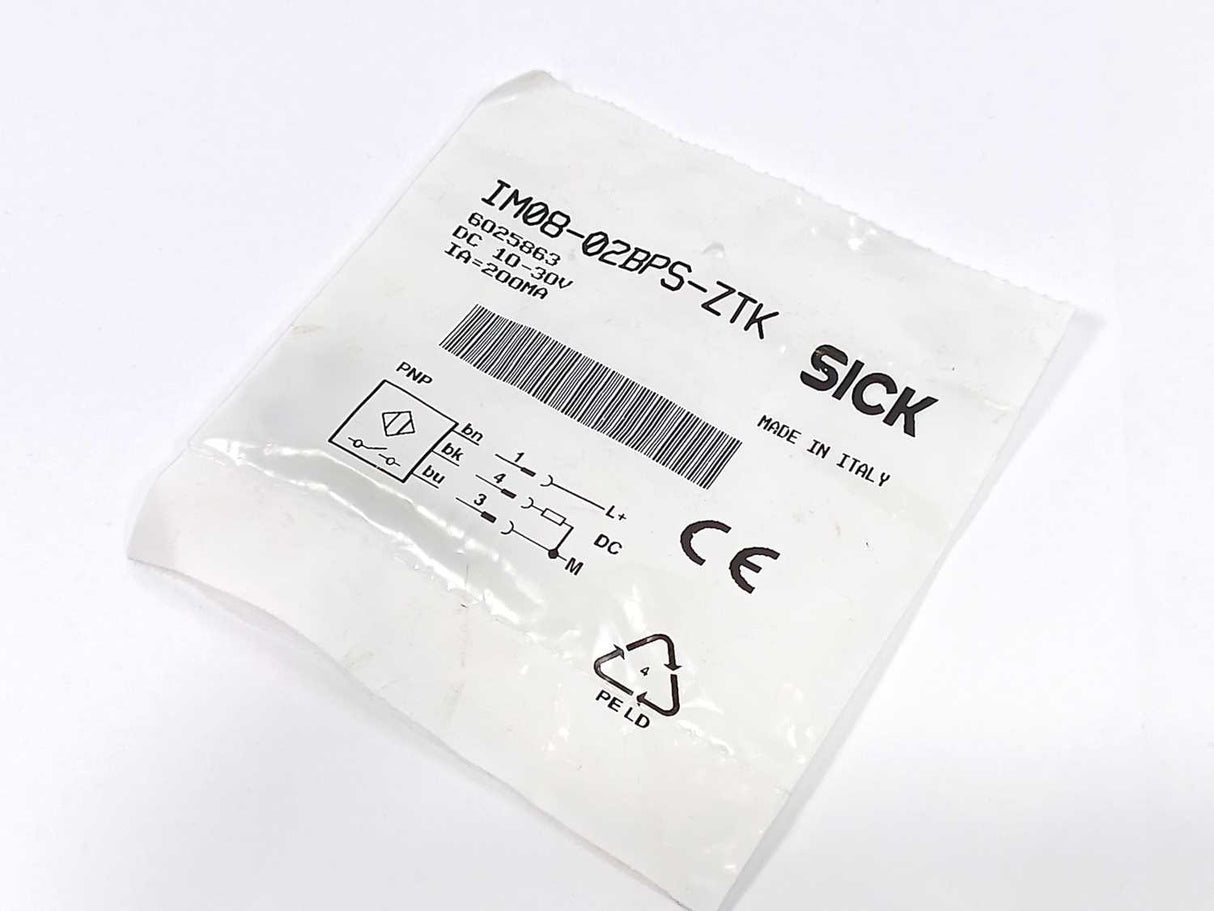 IM08-02BPS-ZTK
6025863
DC 10-30V
IA=200MA
SICK
MADE IN ITALY
PNP
bn 1 L+
bk 4
bu 3 DC
M
CE
4
PE LD